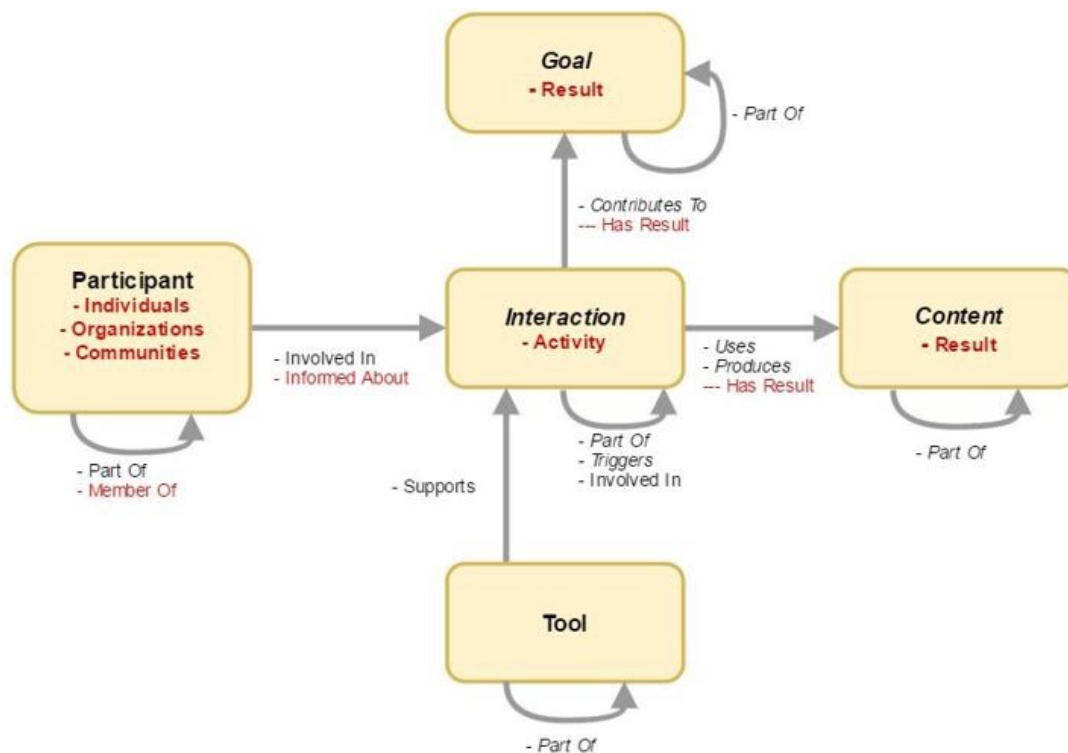 Goal
- Result
- Part Of
- Contributes To
--- Has Result
Participant
- Individuals
- Organizations
- Communities
- Involved In
- Informed About
Interaction
- Activity
- Uses
- Produces
--- Has Result
Content
- Result
- Part Of
- Member Of
- Part Of
- Triggers
- Involved In
- Part Of
- Supports
Tool
- Part Of